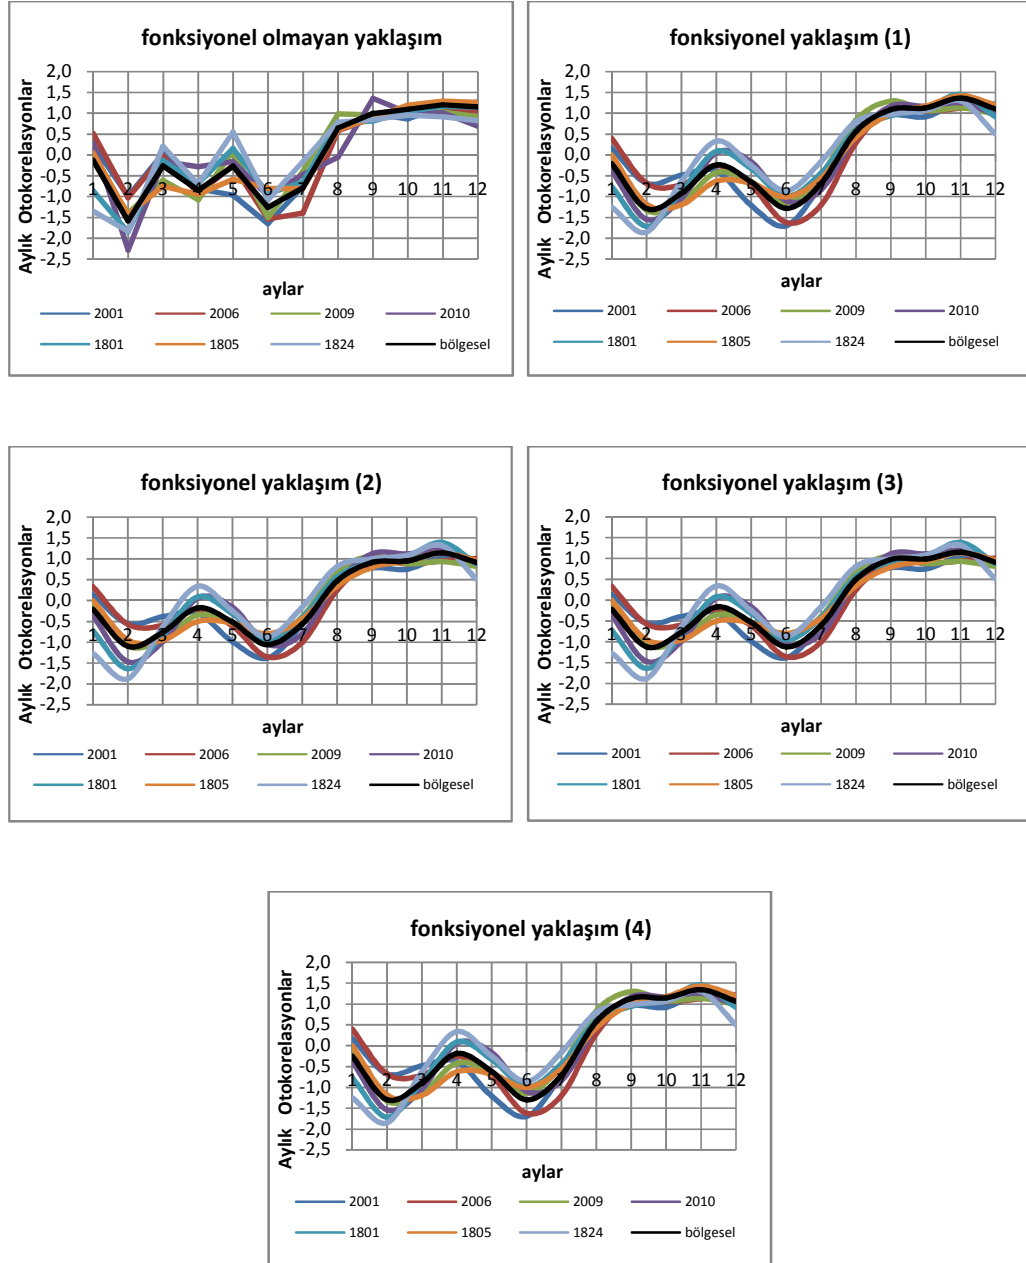 fonksiyonel olmayan yaklaşım
Aylık Otokorelasyonlar
2,0
1,5
1,0
0,5
0,0
-0,5
-1,0
-1,5
-2,0
-2,5
1 2 3 4 5 6 7 8 9 10 11 12
aylar
2001 2006 2009 2010
1801 1805 1824 bölgesel
fonksiyonel yaklaşım (1)
Aylık Otokorelasyonlar
2,0
1,5
1,0
0,5
0,0
-0,5
-1,0
-1,5
-2,0
-2,5
1 2 3 4 5 6 7 8 9 10 11 12
aylar
2001 2006 2009 2010
1801 1805 1824 bölgesel
fonksiyonel yaklaşım (2)
Aylık Otokorelasyonlar
2,0
1,5
1,0
0,5
0,0
-0,5
-1,0
-1,5
-2,0
-2,5
1 2 3 4 5 6 7 8 9 10 11 12
aylar
2001 2006 2009 2010
1801 1805 1824 bölgesel
fonksiyonel yaklaşım (3)
Aylık Otokorelasyonlar
2,0
1,5
1,0
0,5
0,0
-0,5
-1,0
-1,5
-2,0
-2,5
1 2 3 4 5 6 7 8 9 10 11 12
aylar
2001 2006 2009 2010
1801 1805 1824 bölgesel
fonksiyonel yaklaşım (4)
Aylık Otokorelasyonlar
2,0
1,5
1,0
0,5
0,0
-0,5
-1,0
-1,5
-2,0
-2,5
1 2 3 4 5 6 7 8 9 10 11 12
aylar
2001 2006 2009 2010
1801 1805 1824 bölgesel